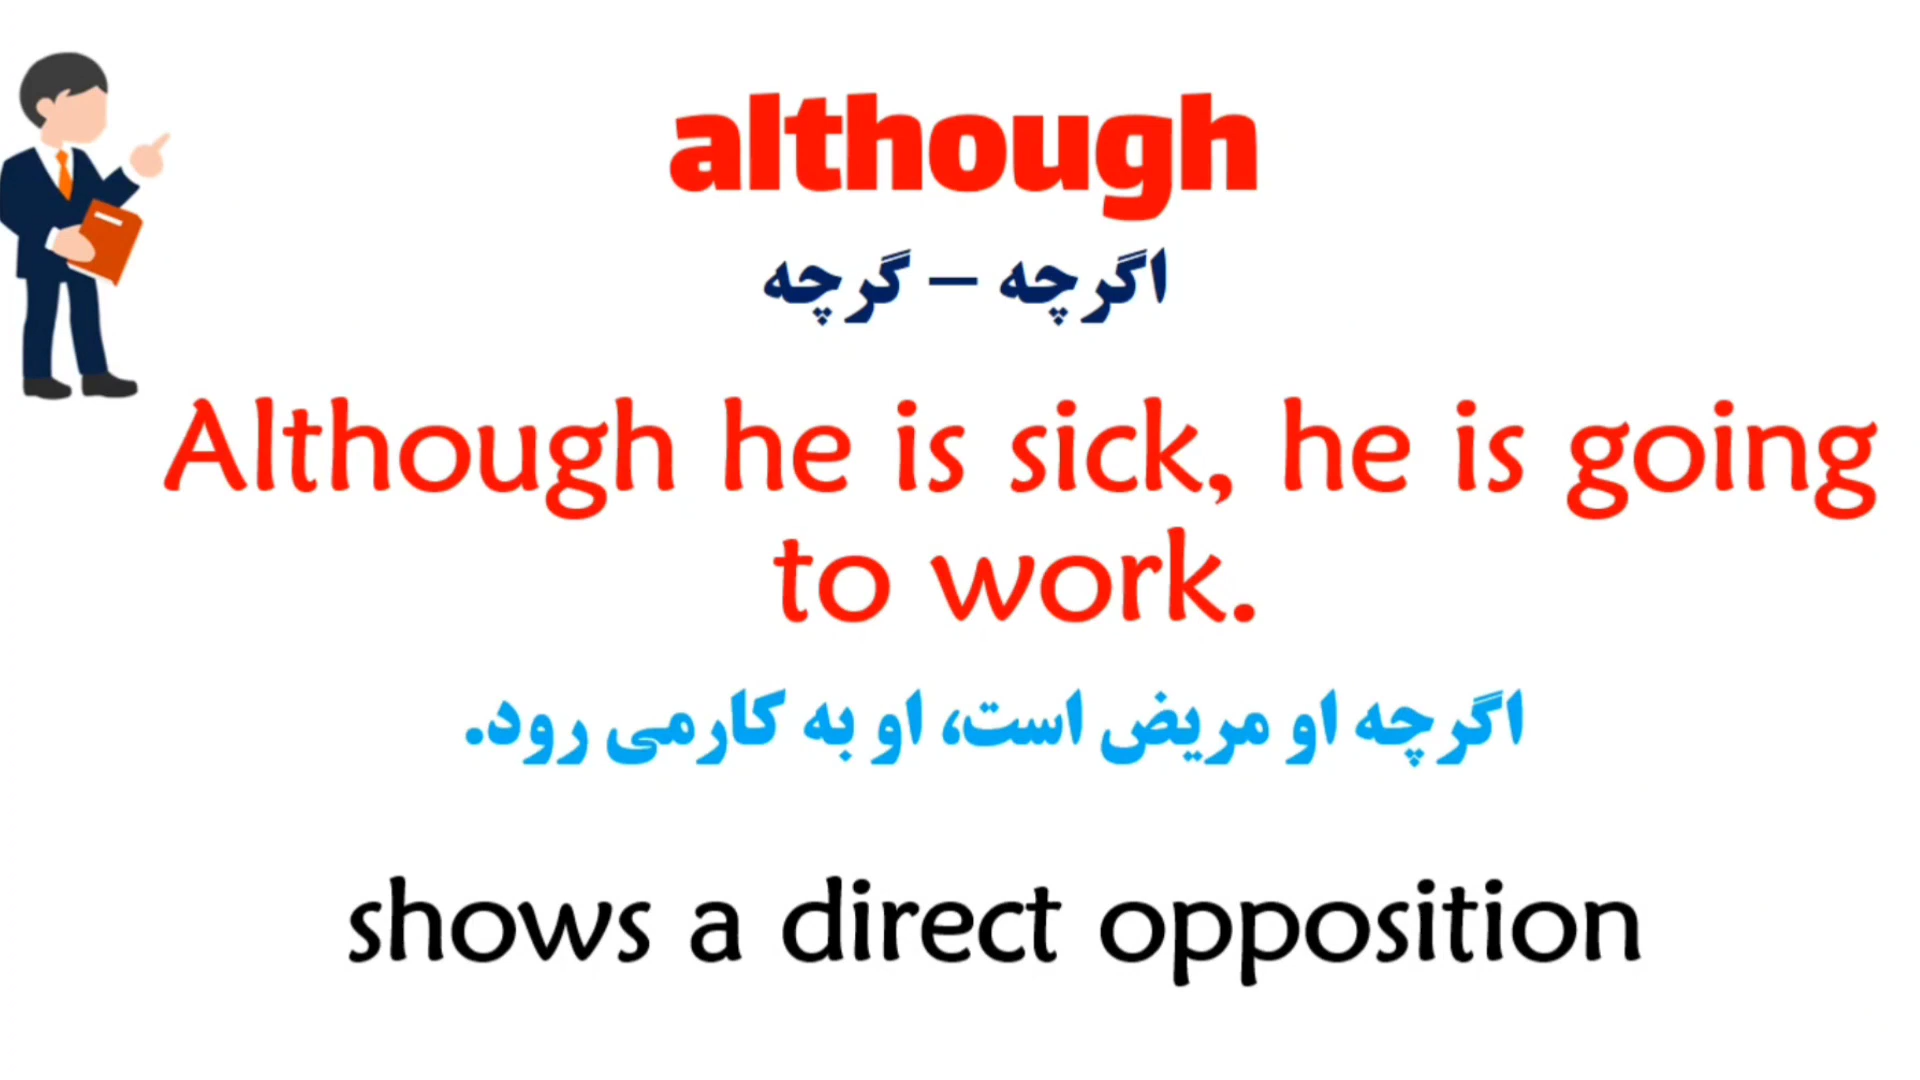 although
اگرچه – گرچه
Although he is sick, he is going
to work.
اگرچه او مریض است، او به کارمی رود.
shows a direct opposition